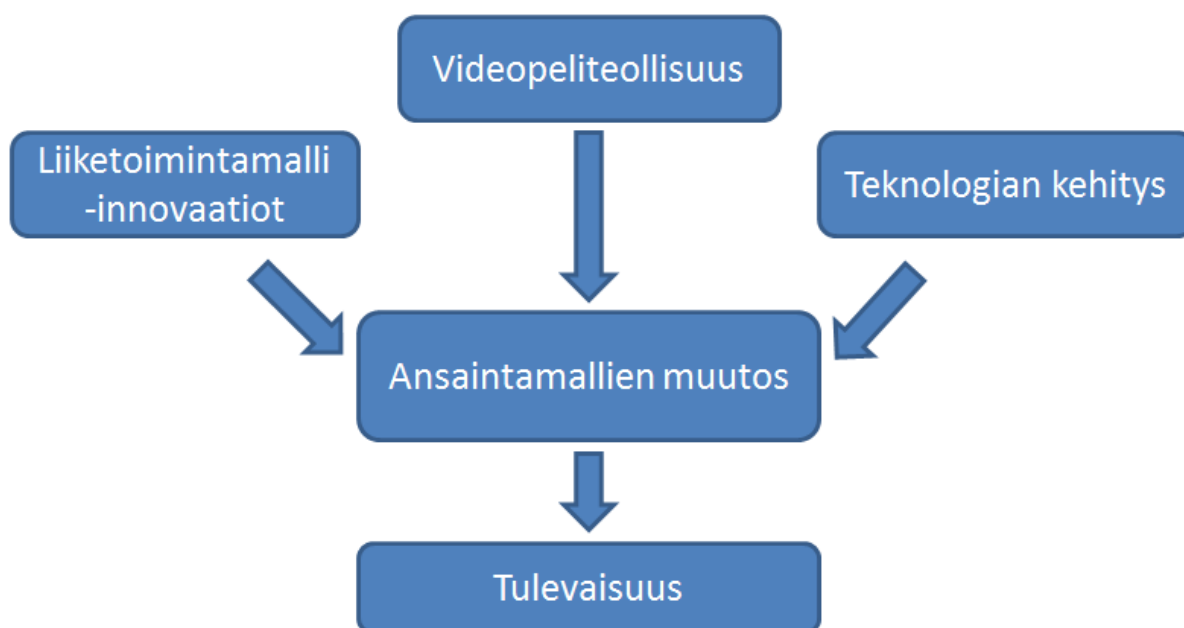 Videopeliteollisuus
Liiketoimintamalli
-innovaatiot
Teknologian kehitys
Ansaintamallien muutos
Tulevaisuus